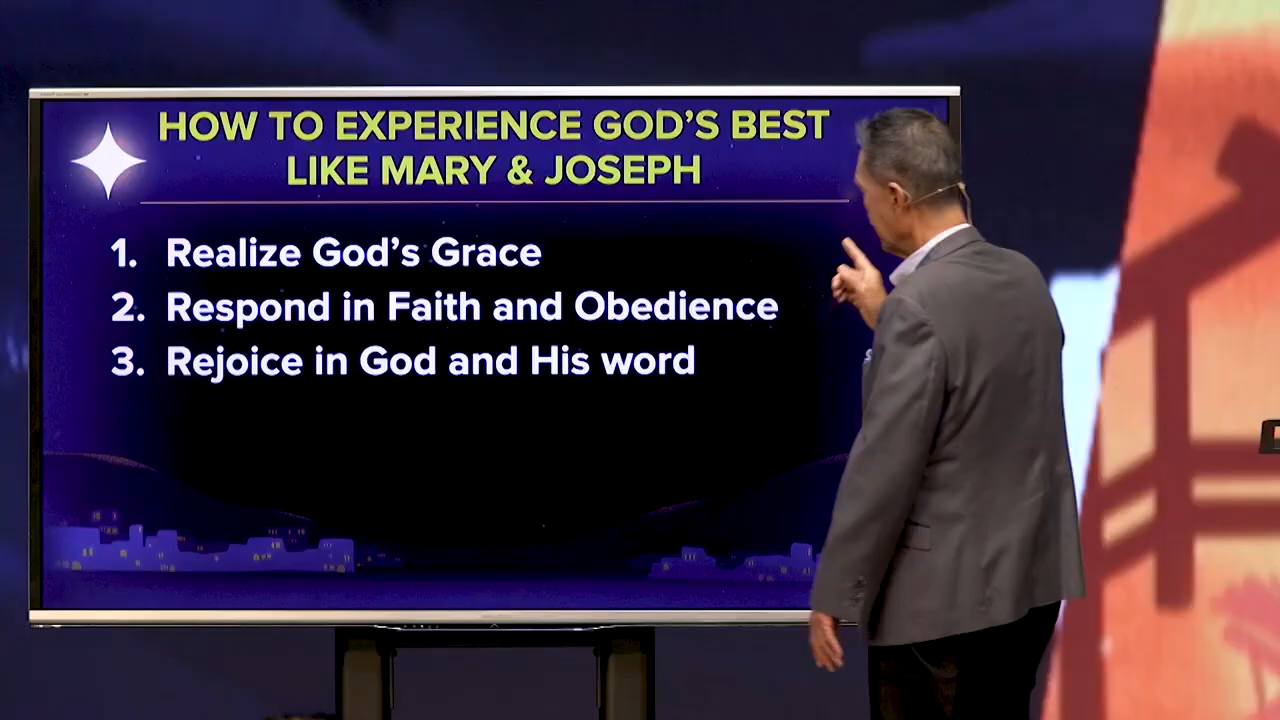 HOW TO EXPERIENCE GOD'S BEST
LIKE MARY & JOSEPH
1. Realize God's Grace
2. Respond in Faith and Obedience
3. Rejoice in God and His word